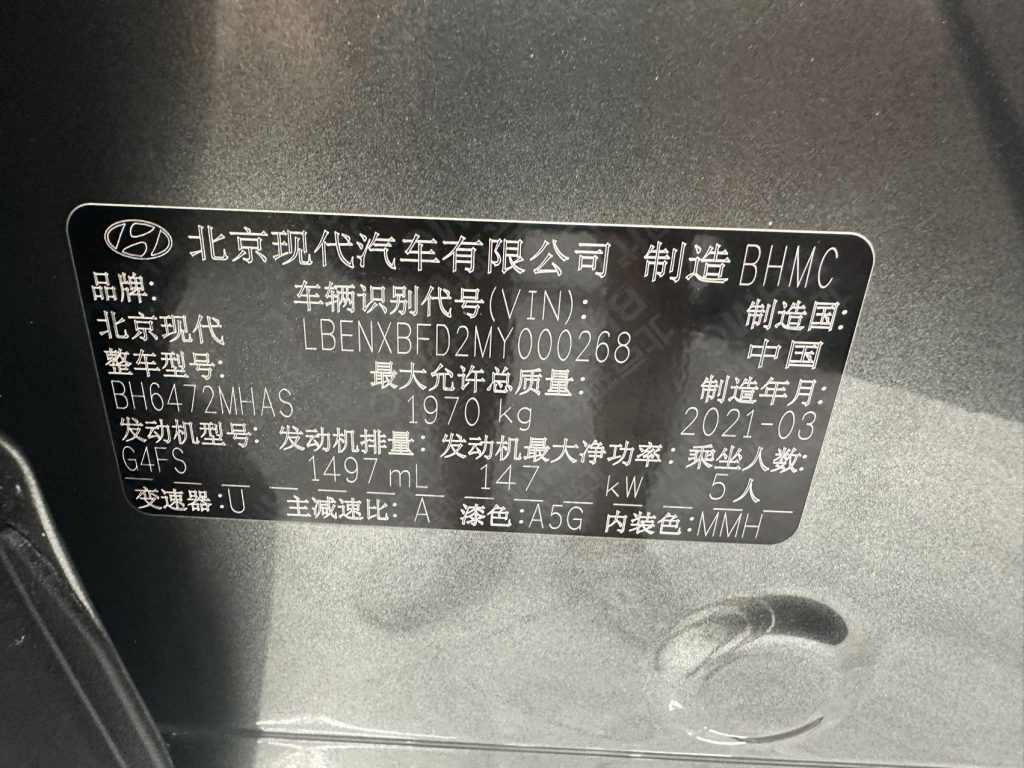 北京现代汽车有限公司 制造 BHMC
品牌: 车辆识别代号(VIN): 制造国:
北京现代 LBENXBFD2MY000268 中国
整车型号: 最大允许总质量: 制造年月:
BH6472MHAS 1970 kg 2021-03
发动机型号: 发动机排量: 发动机最大净功率: 乘坐人数:
G4FS 1497 mL 147 kW 5人
变速器:U 主减速比: A 漆色:A5G 内装色:MMH